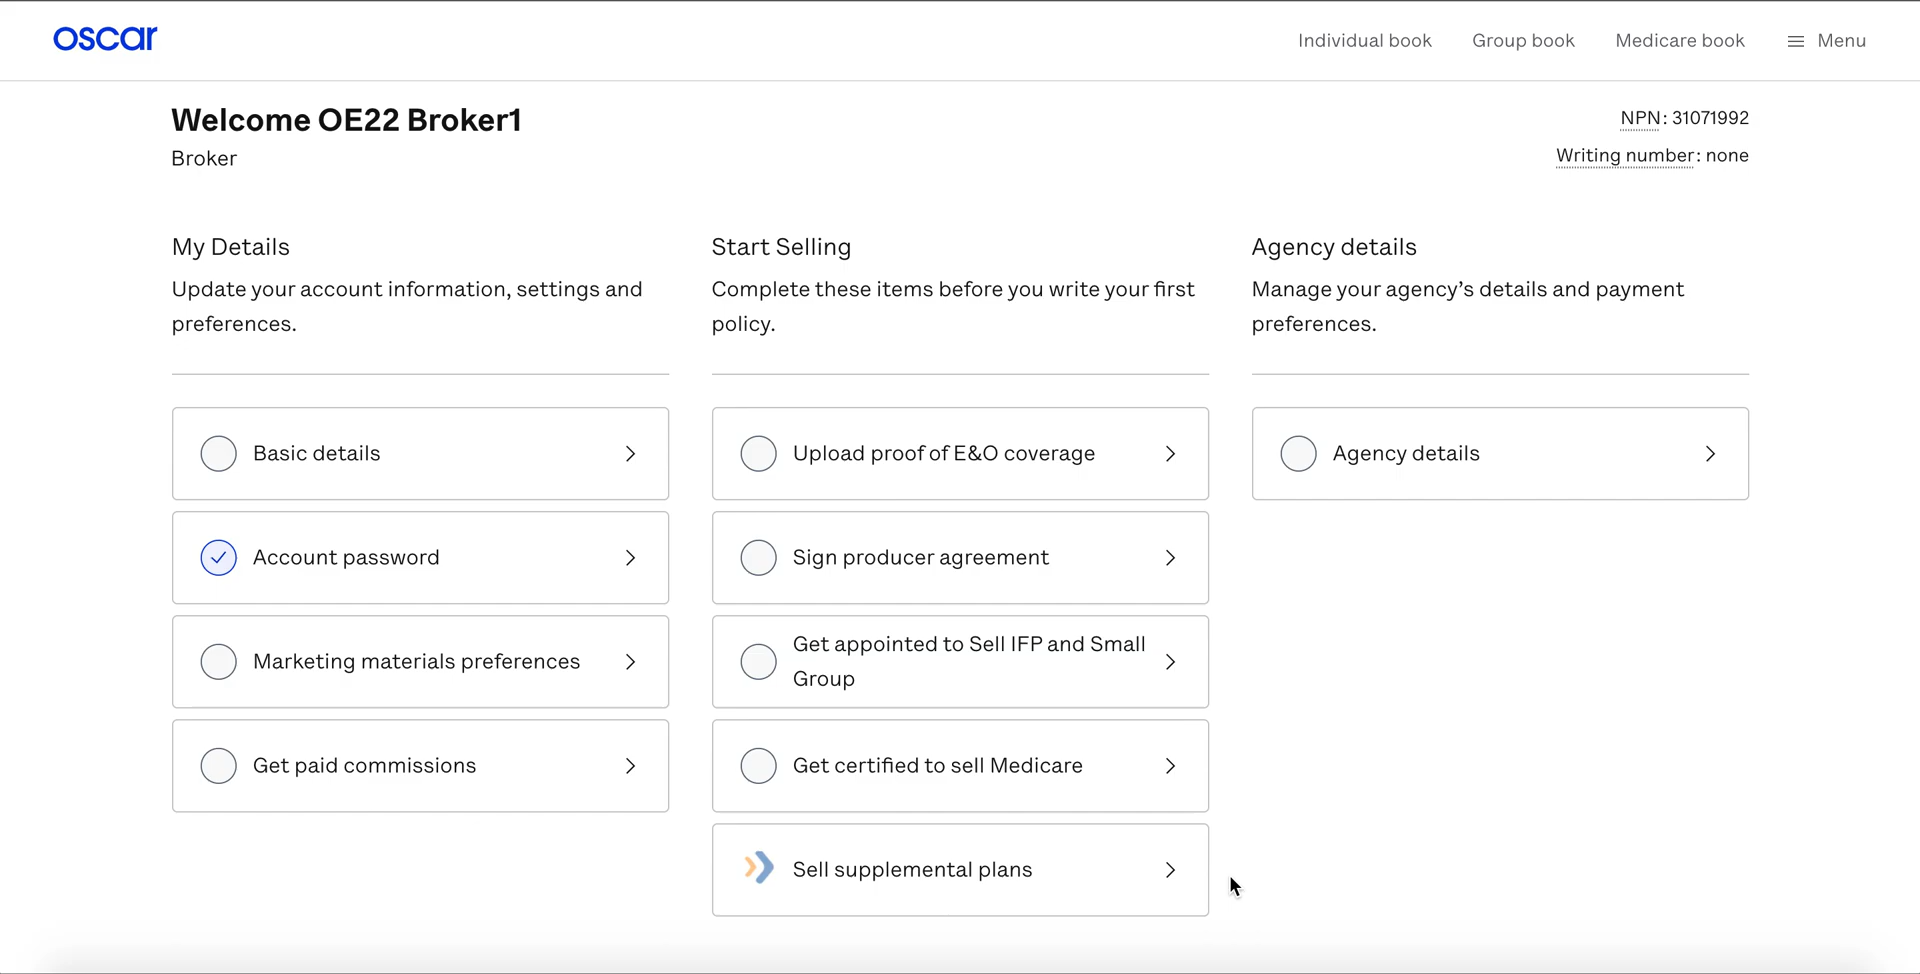 oscar
Individual book
Group book
Medicare book
Menu
Welcome OE22 Broker1
Broker
NPN: 31071992
Writing number: none
My Details
Update your account information, settings and
preferences.
Basic details
Account password
Marketing materials preferences
Get paid commissions
Start Selling
Complete these items before you write your first
policy.
Upload proof of E&O coverage
Sign producer agreement
Get appointed to Sell IFP and Small
Group
Get certified to sell Medicare
Sell supplemental plans
Agency details
Manage your agency’s details and payment
preferences.
Agency details